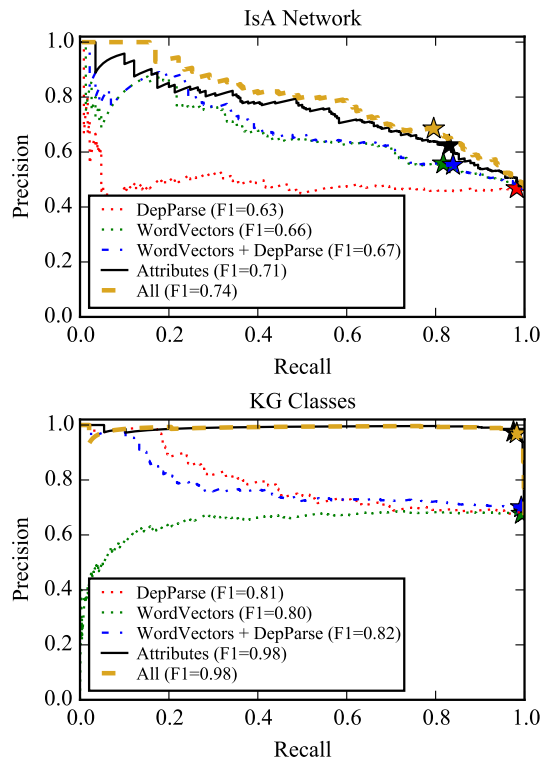 IsA Network
1.0
0.8
0.6
0.4
0.2
0.0
Precision
DepParse (F1=0.63)
WordVectors (F1=0.66)
WordVectors + DepParse (F1=0.67)
Attributes (F1=0.71)
All (F1=0.74)
0.0 0.2 0.4 0.6 0.8 1.0
Recall
KG Classes
1.0
0.8
0.6
0.4
0.2
0.0
Precision
DepParse (F1=0.81)
WordVectors (F1=0.80)
WordVectors + DepParse (F1=0.82)
Attributes (F1=0.98)
All (F1=0.98)
0.0 0.2 0.4 0.6 0.8 1.0
Recall